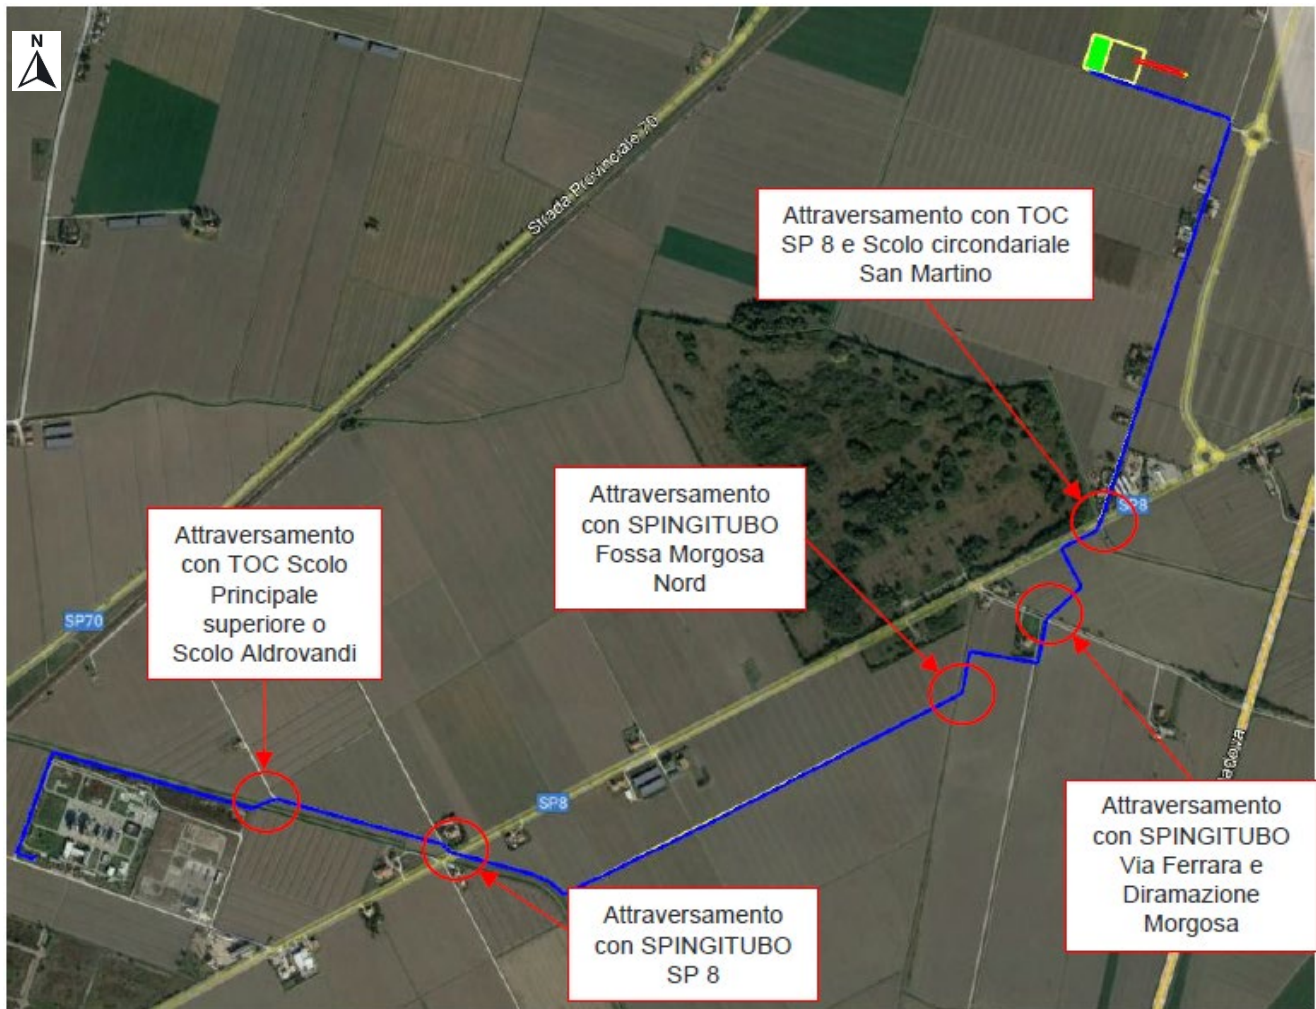 N
Strada Provinciale 70
Attraversamento con TOC
SP 8 e Scolo circondariale
San Martino
Attraversamento
con SPINGITUBO
Fossa Morgosa
Nord
SP8
Attraversamento
con TOC Scolo
Principale
superiore o
Scolo Aldrovandi
SP70
Padova
SP8
Attraversamento
con SPINGITUBO
Via Ferrara e
Diramazione
Morgosa
Attraversamento
con SPINGITUBO
SP 8